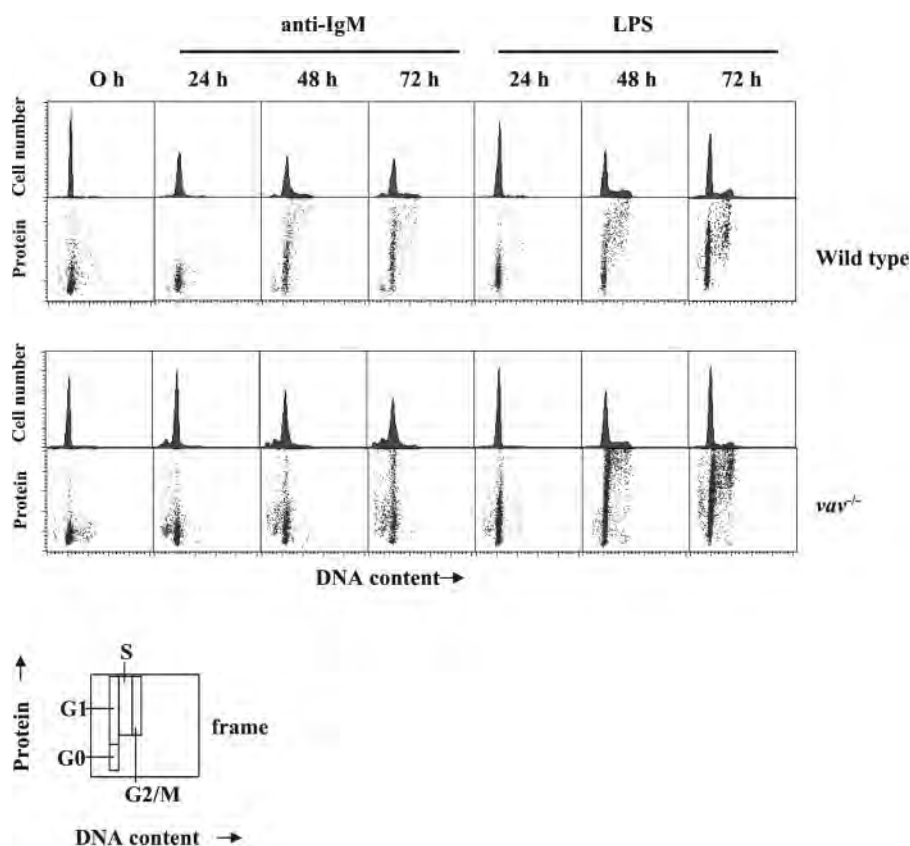 anti-IgM LPS
O h 24 h 48 h 72 h 24 h 48 h 72 h
Cell number
Protein
Wild type
Cell number
Protein
vav-/-
DNA content→
S
Protein →
G1
frame
G0
G2/M
DNA content →